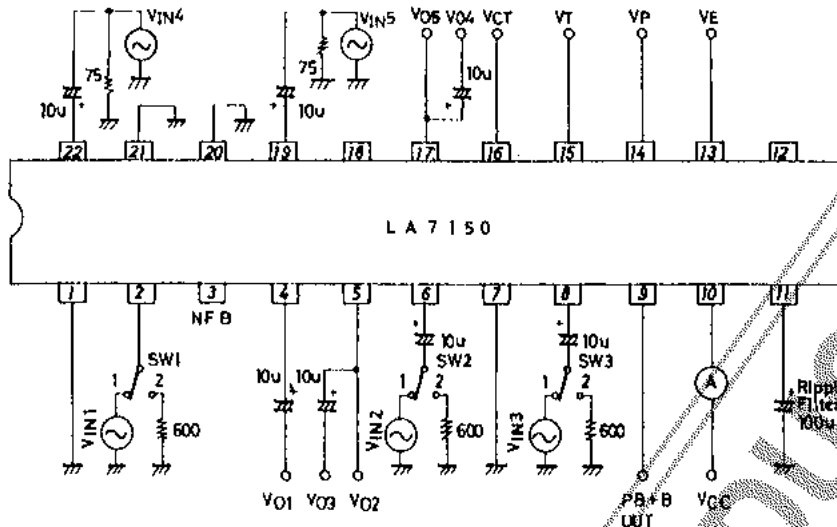 VIN4
VIN5
VO5
VO4
VCT
VT
VP
VE
75
75
10u
+
10u
+
10u
+
22
21
20
19
18
17
16
15
14
13
12
LA7150
1
2
3
4
5
6
7
8
9
10
11
NFB
SW1
1
2
VIN1
600
10u
+
10u
+
10u
+
SW2
1
2
VIN2
600
10u
+
SW3
1
2
VIN3
600
A
+
100u
VO1
VO3
VO2
PB+B
OUT
VCC